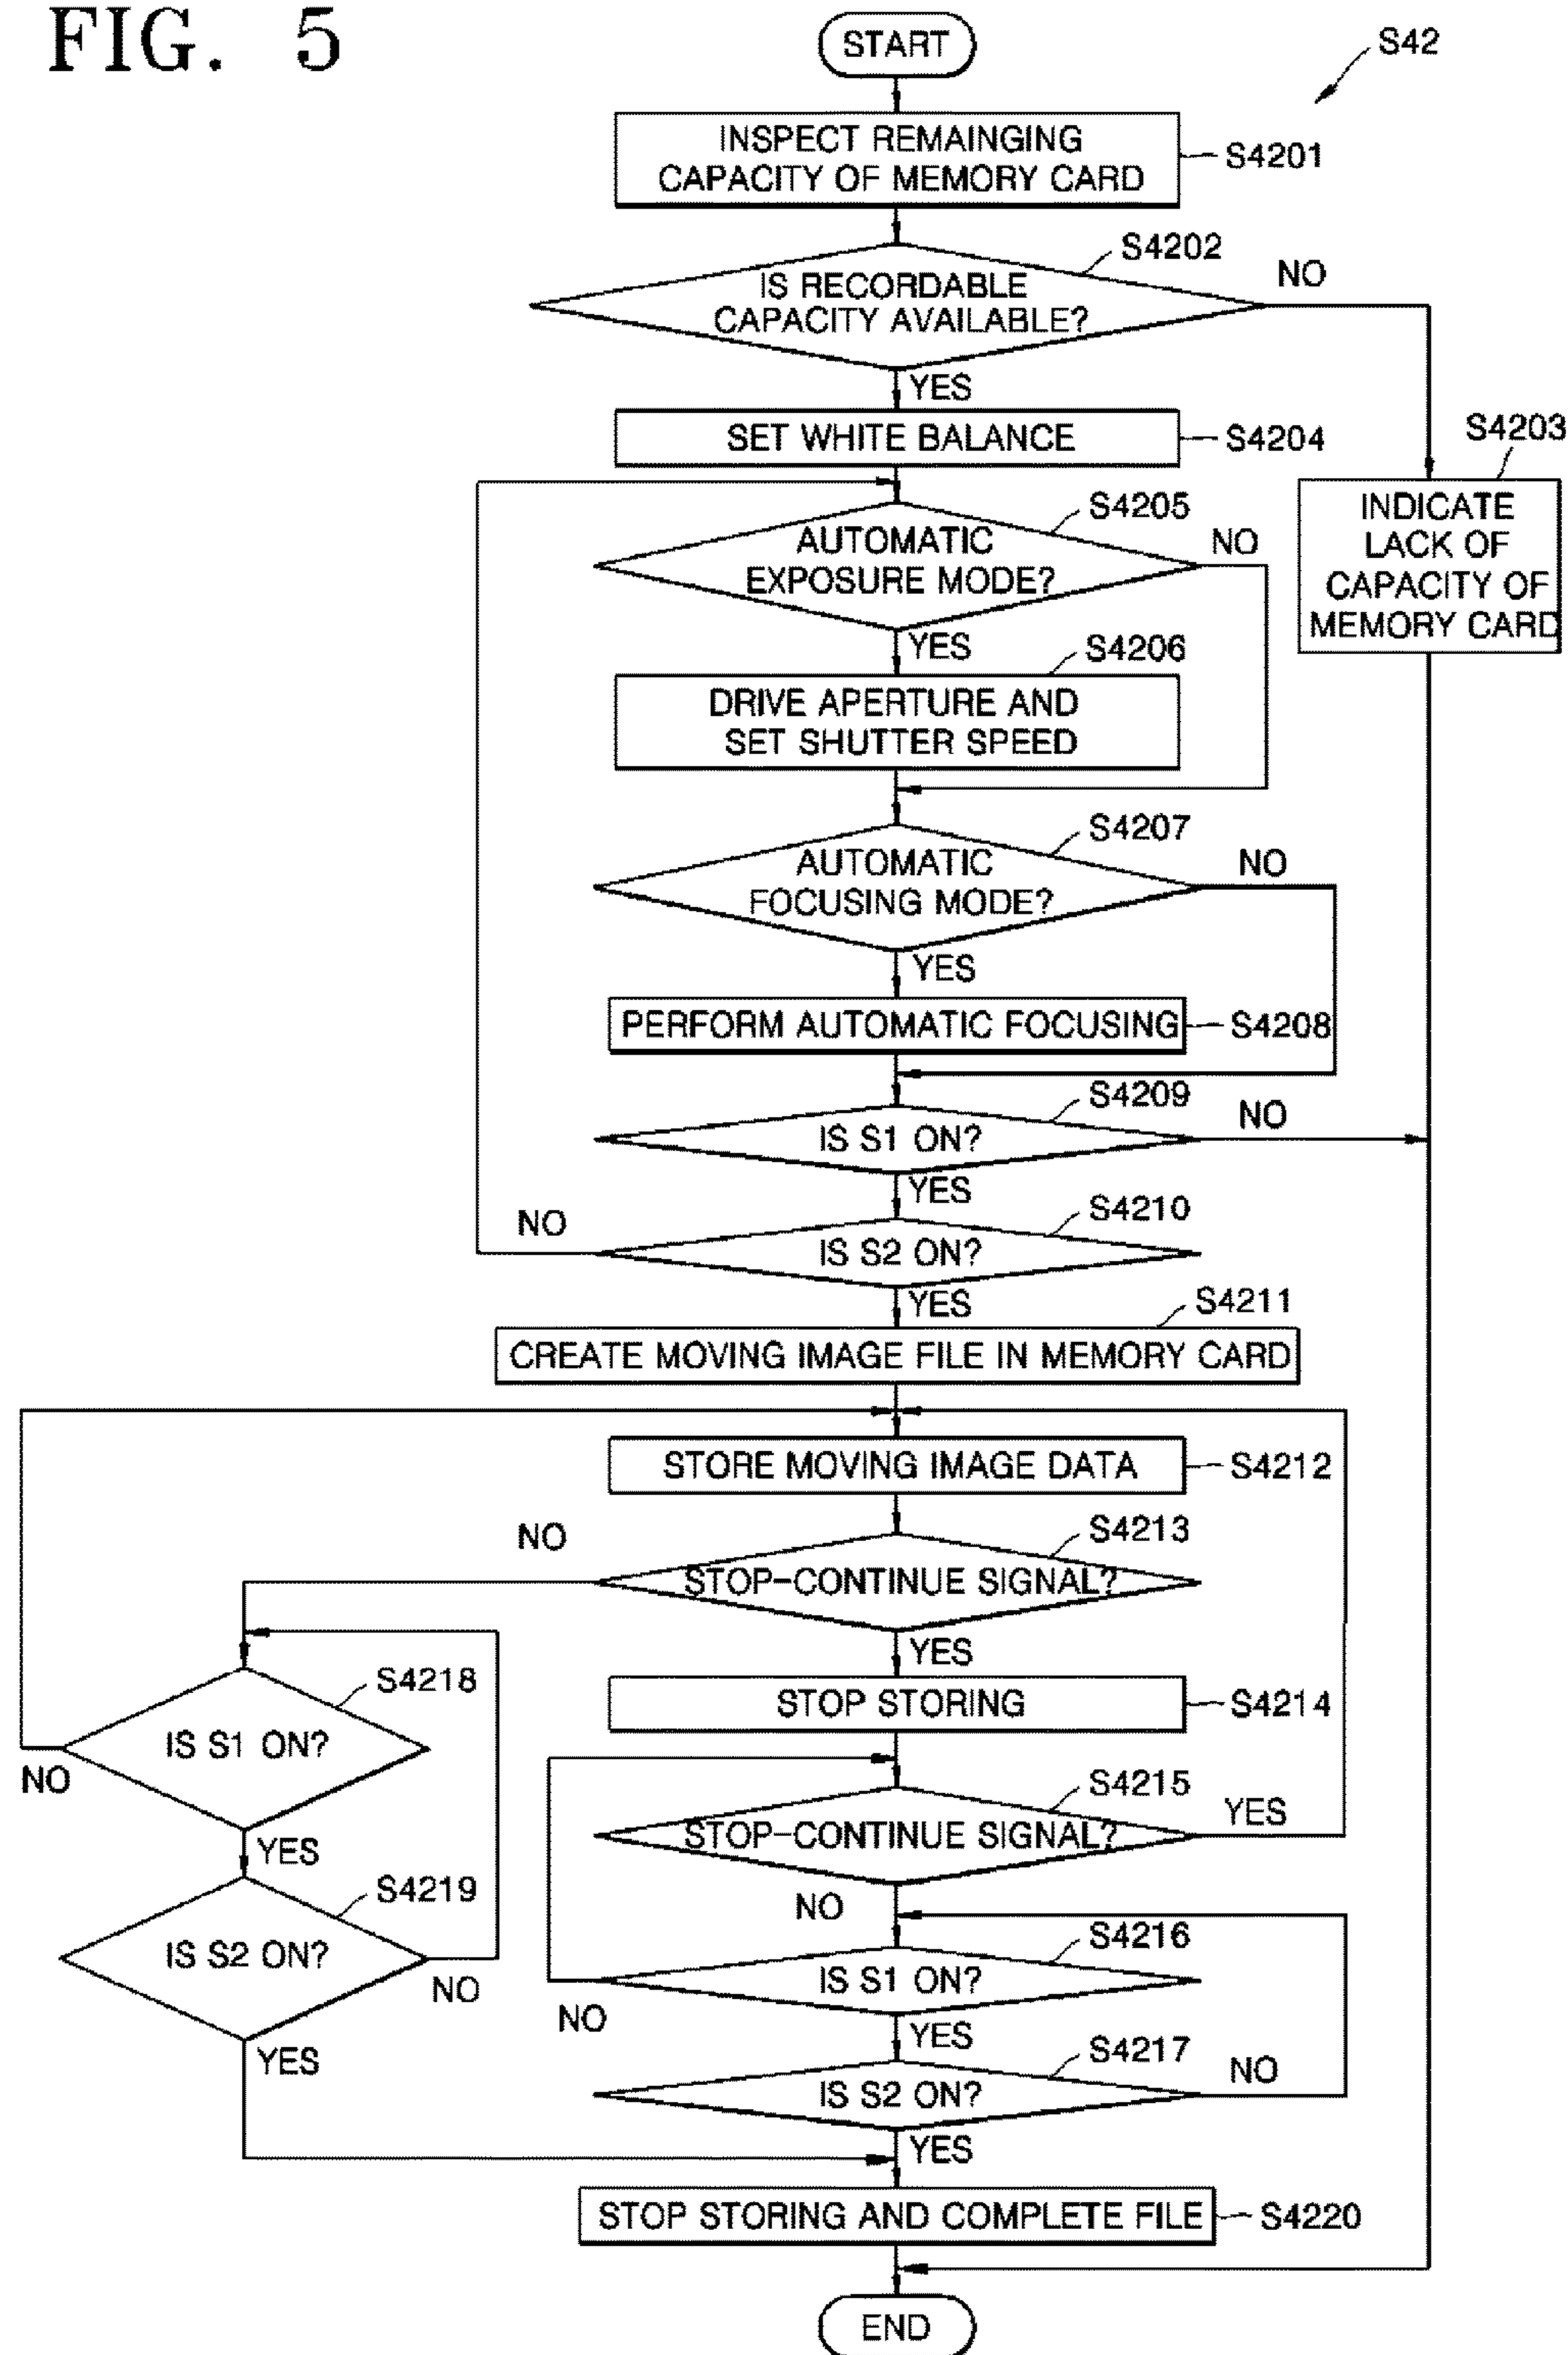 FIG. 5
START
S42
INSPECT REMAINGING
CAPACITY OF MEMORY CARD
S4201
S4202
IS RECORDABLE
CAPACITY AVAILABLE?
NO
YES
SET WHITE BALANCE
S4204
S4203
INDICATE
LACK OF
CAPACITY OF
MEMORY CARD
S4205
AUTOMATIC
EXPOSURE MODE?
NO
YES
S4206
DRIVE APERTURE AND
SET SHUTTER SPEED
S4207
AUTOMATIC
FOCUSING MODE?
NO
YES
PERFORM AUTOMATIC FOCUSING
S4208
S4209
IS S1 ON?
NO
YES
S4210
NO
IS S2 ON?
YES
S4211
CREATE MOVING IMAGE FILE IN MEMORY CARD
STORE MOVING IMAGE DATA
S4212
S4213
NO
STOP-CONTINUE SIGNAL?
YES
STOP STORING
S4214
S4218
IS S1 ON?
NO
YES
S4215
STOP-CONTINUE SIGNAL?
YES
NO
S4219
IS S2 ON?
NO
YES
S4216
IS S1 ON?
NO
YES
S4217
IS S2 ON?
NO
YES
STOP STORING AND COMPLETE FILE
S4220
END